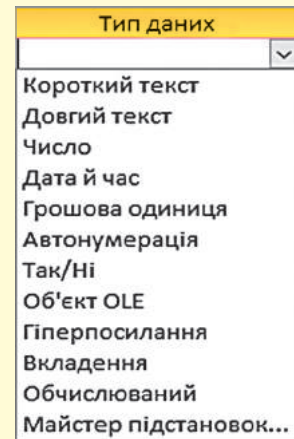 Тип даних
Короткий текст
Довгий текст
Число
Дата й час
Грошова одиниця
Автонумерація
Так/Ні
Об'єкт OLE
Гіперпосилання
Вкладення
Обчислюваний
Майстер підстановок...